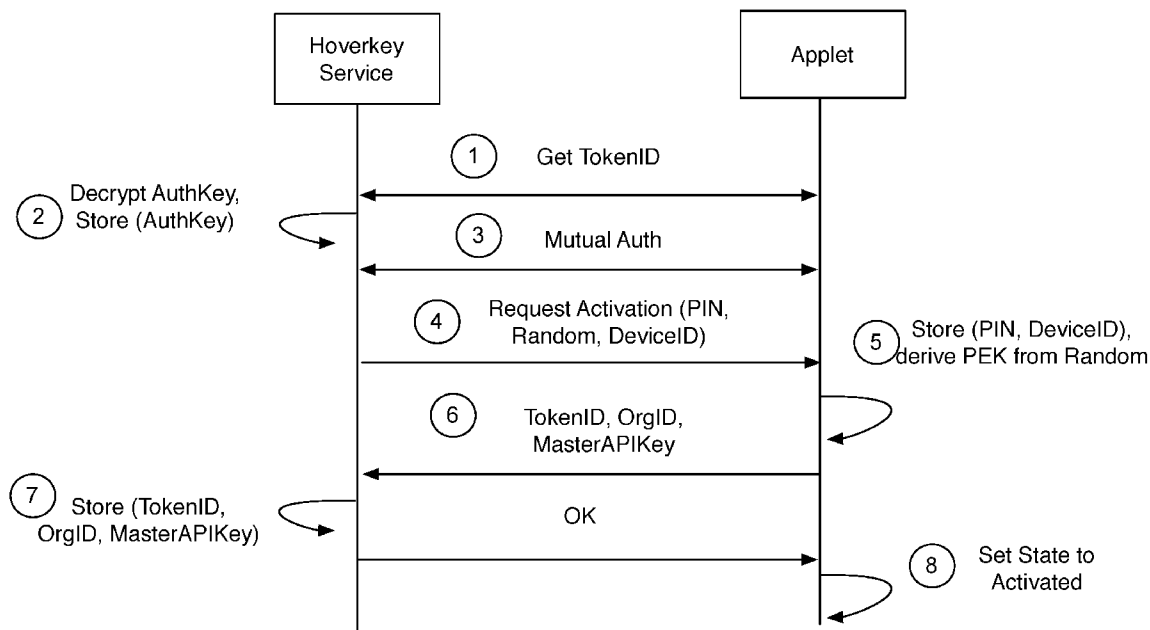 Hoverkey
Service
Applet
1
Get TokenID
2
Decrypt AuthKey,
Store (AuthKey)
3
Mutual Auth
4
Request Activation (PIN,
Random, DeviceID)
5
Store (PIN, DeviceID),
derive PEK from Random
6
TokenID, OrgID,
MasterAPIKey
7
Store (TokenID,
OrgID, MasterAPIKey)
OK
8
Set State to
Activated